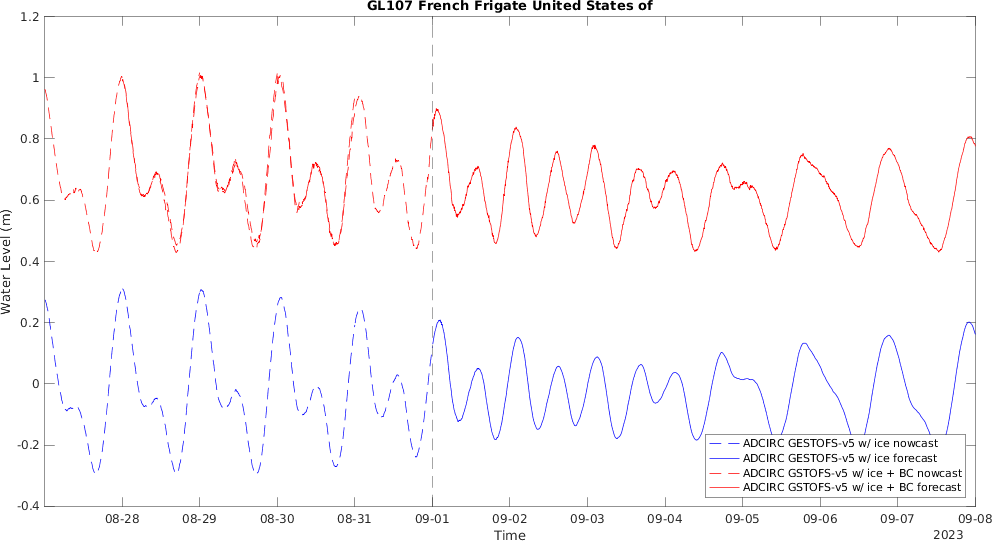 GL107 French Frigate United States of
1.2
1
0.8
0.6
0.4
0.2
0
-0.2
-0.4
Water Level (m)
ADCIRC GESTOFS-v5 w/ ice nowcast
ADCIRC GESTOFS-v5 w/ ice forecast
ADCIRC GSTOFS-v5 w/ ice + BC nowcast
ADCIRC GSTOFS-v5 w/ ice + BC forecast
08-28 08-29 08-30 08-31 09-01 09-02 09-03 09-04 09-05 09-06 09-07 09-08
Time
2023